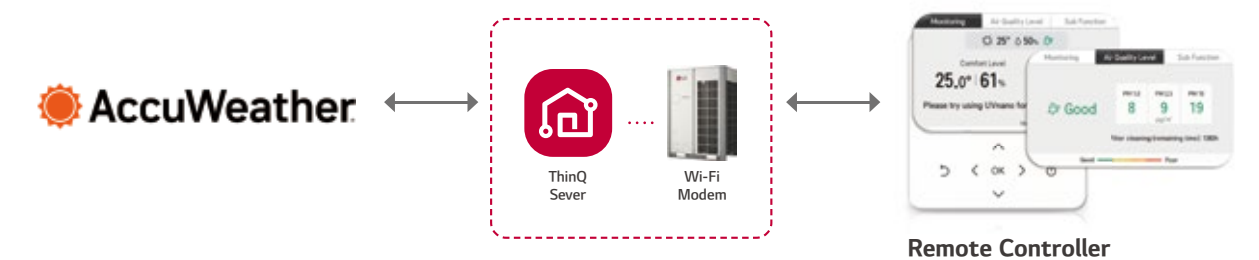 AccuWeather
ThinQ
Sever
Wi-Fi
Modem
Monitoring Air Quality Level Sub Function
25° 50%
Comfort Level
25.0° 61%
Please try using UVnano for
Monitoring Air Quality Level Sub Function
Good
PM1.0 PM2.5 PM10
8 9 19
Good Poor
OK
Remote Controller